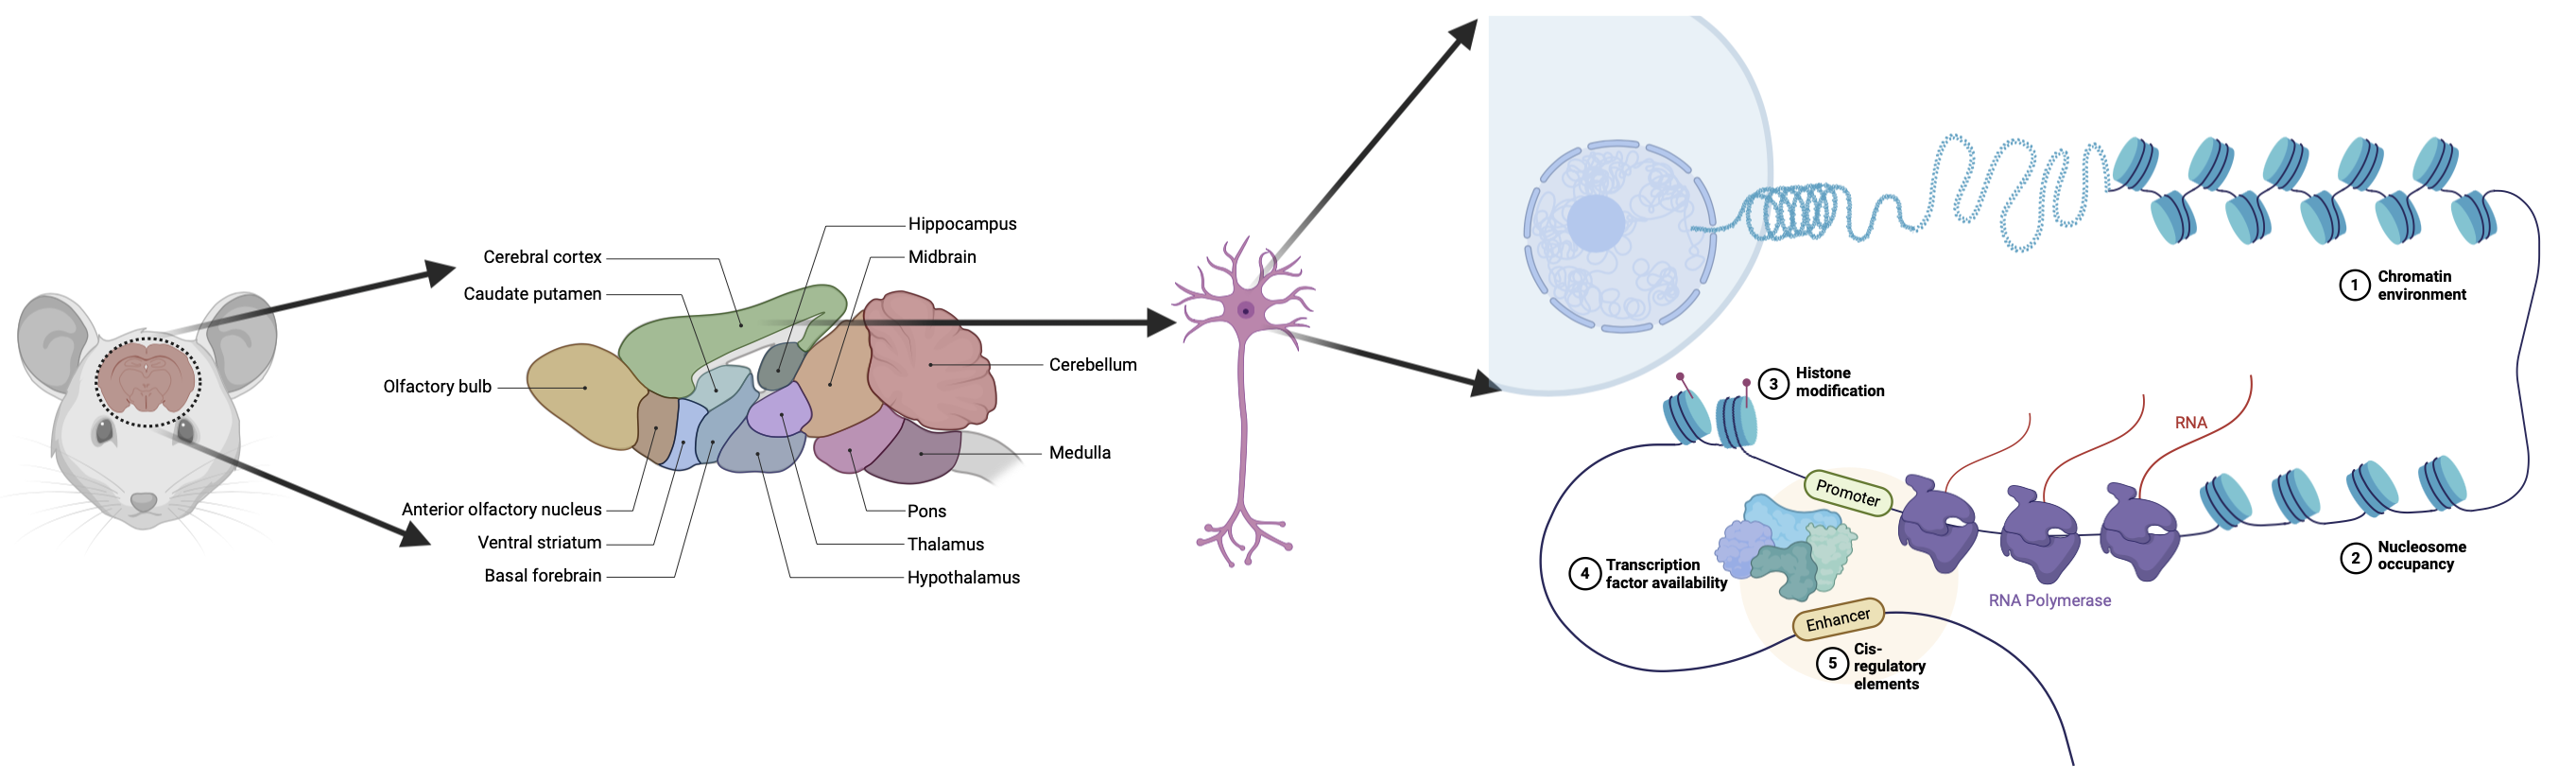 Hippocampus
Cerebral cortex
Midbrain
Caudate putamen
Olfactory bulb
Cerebellum
Medulla
Anterior olfactory nucleus
Pons
Ventral striatum
Thalamus
Basal forebrain
Hypothalamus
1
Chromatin
environment
3
Histone
modification
RNA
Promoter
2
Nucleosome
occupancy
4
Transcription
factor availability
RNA Polymerase
Enhancer
5
Cis-
regulatory
elements